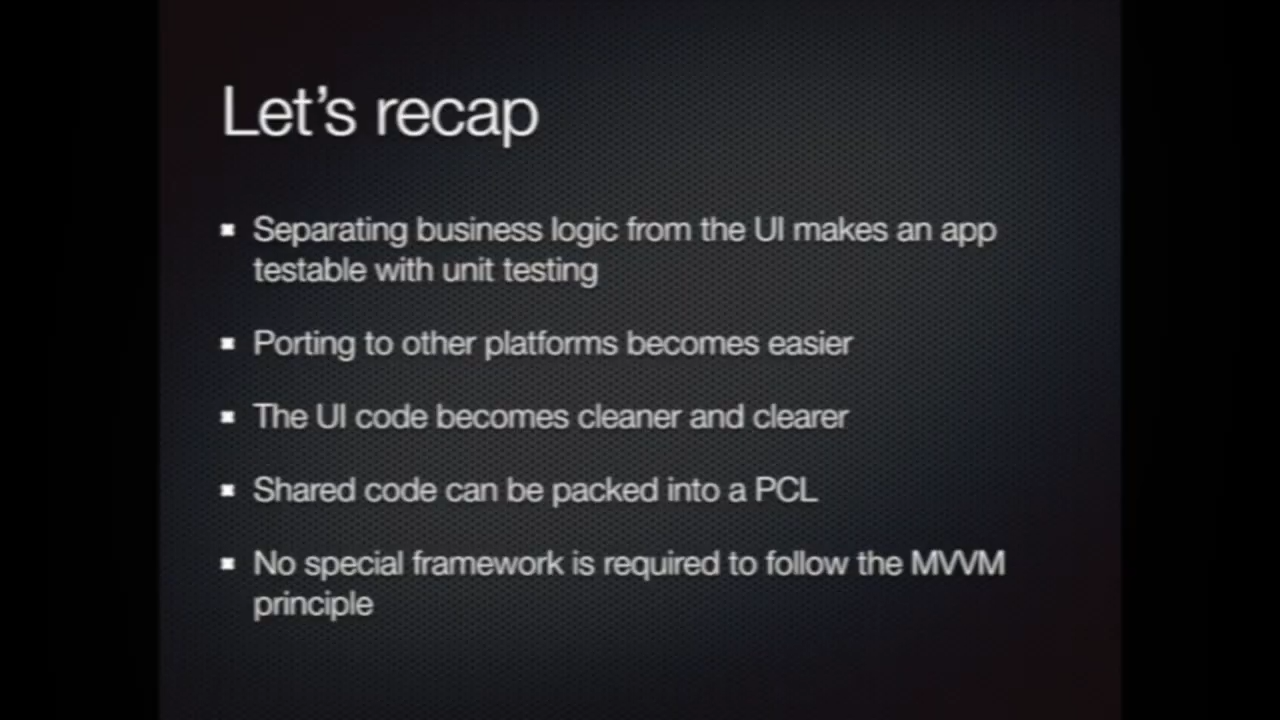 Let's recap
Separating business logic from the UI makes an app
testable with unit testing
Porting to other platforms becomes easier
The UI code becomes cleaner and clearer
Shared code can be packed into a PCL
No special framework is required to follow the MVVM
principle